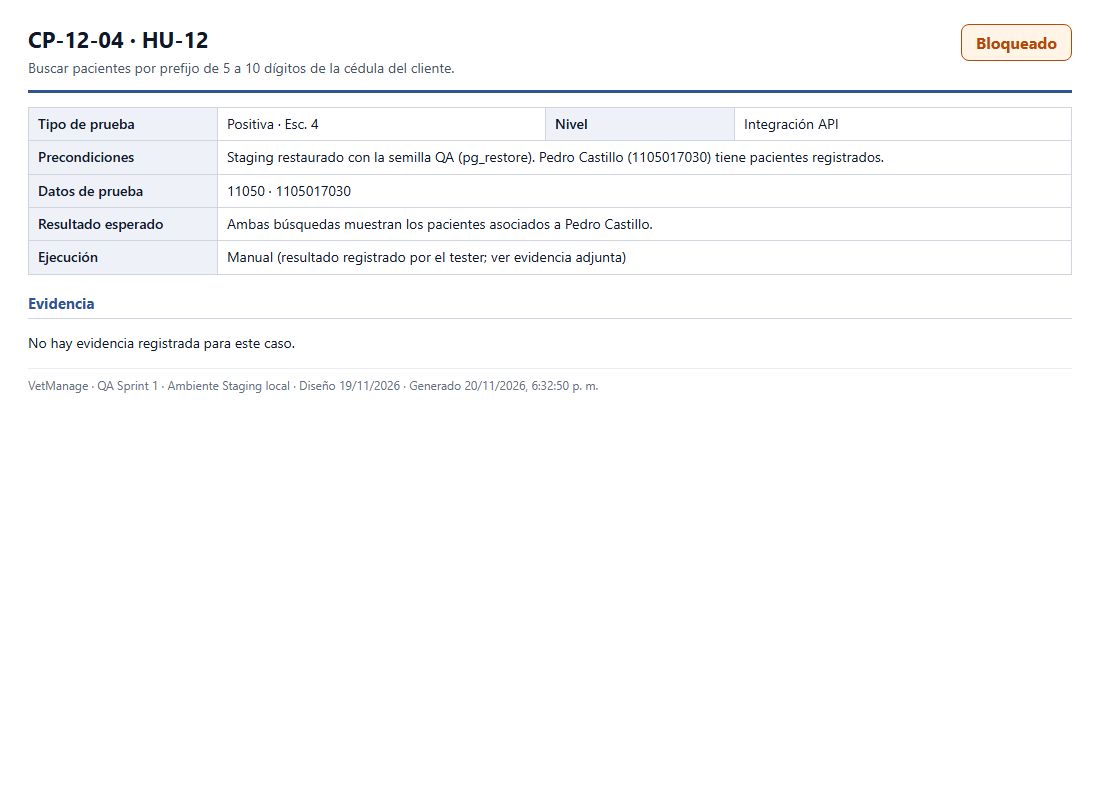 CP-12-04 · HU-12
Bloqueado
Buscar pacientes por prefijo de 5 a 10 dígitos de la cédula del cliente.
Tipo de prueba Positiva · Esc. 4 Nivel Integración API
Precondiciones Staging restaurado con la semilla QA (pg_restore). Pedro Castillo (1105017030) tiene pacientes registrados.
Datos de prueba 11050 · 1105017030
Resultado esperado Ambas búsquedas muestran los pacientes asociados a Pedro Castillo.
Ejecución Manual (resultado registrado por el tester; ver evidencia adjunta)
Evidencia
No hay evidencia registrada para este caso.
VetManage · QA Sprint 1 · Ambiente Staging local · Diseño 19/11/2026 · Generado 20/11/2026, 6:32:50 p. m.